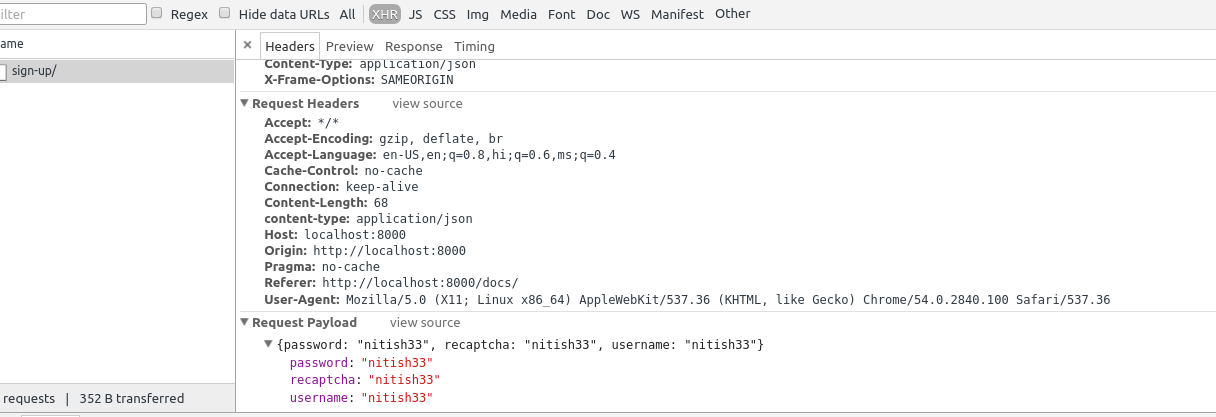 ilter Regex Hide data URLs All XHR JS CSS Img Media Font Doc WS Manifest Other
ame
× Headers Preview Response Timing
sign-up/
Content-Type: application/json
X-Frame-Options: SAMEORIGIN
Request Headers view source
Accept: */*
Accept-Encoding: gzip, deflate, br
Accept-Language: en-US,en;q=0.8,hi;q=0.6,ms;q=0.4
Cache-Control: no-cache
Connection: keep-alive
Content-Length: 68
content-type: application/json
Host: localhost:8000
Origin: http://localhost:8000
Pragma: no-cache
Referer: http://localhost:8000/docs/
User-Agent: Mozilla/5.0 (X11; Linux x86_64) AppleWebKit/537.36 (KHTML, like Gecko) Chrome/54.0.2840.100 Safari/537.36
Request Payload view source
{password: "nitish33", recaptcha: "nitish33", username: "nitish33"}
password: "nitish33"
recaptcha: "nitish33"
username: "nitish33"
requests | 352 B transferred